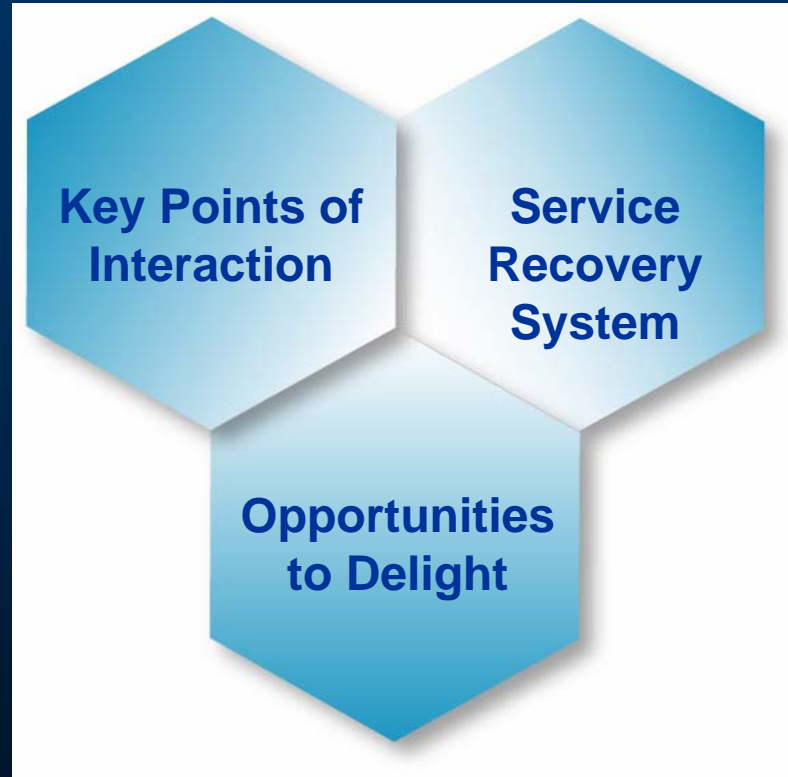 Key Points of
Interaction
Service
Recovery
System
Opportunities
to Delight